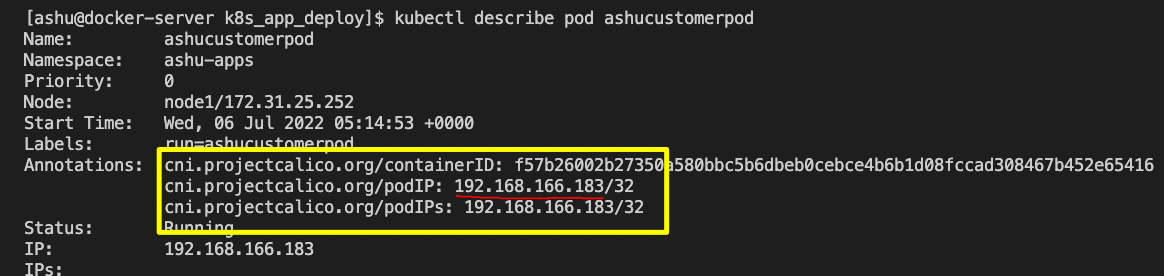 [ashu@docker-server k8s_app_deploy]$ kubectl describe pod ashucustomerpod
Name: ashucustomerpod
Namespace: ashu-apps
Priority: 0
Node: node1/172.31.25.252
Start Time: Wed, 06 Jul 2022 05:14:53 +0000
Labels: run=ashucustomerpod
Annotations: cni.projectcalico.org/containerID: f57b26002b27350a580bbc5b6dbeb0cebce4b6b1d08fccad308467b452e65416
cni.projectcalico.org/podIP: 192.168.166.183/32
cni.projectcalico.org/podIPs: 192.168.166.183/32
Status: Running
IP: 192.168.166.183
IPs: